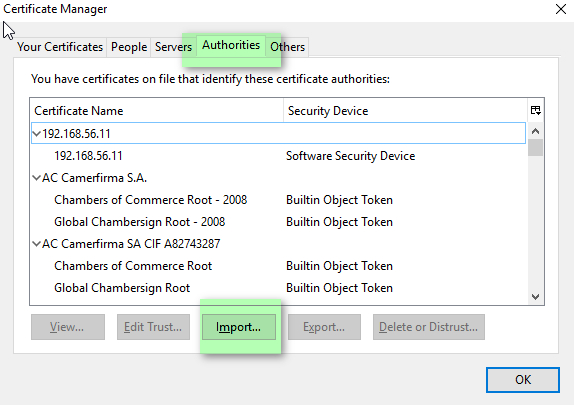 Certificate Manager
Your Certificates People Servers Authorities Others
You have certificates on file that identify these certificate authorities:
Certificate Name Security Device
192.168.56.11
192.168.56.11 Software Security Device
AC Camerfirma S.A.
Chambers of Commerce Root - 2008 Builtin Object Token
Global Chambersign Root - 2008 Builtin Object Token
AC Camerfirma SA CIF A82743287
Chambers of Commerce Root Builtin Object Token
Global Chambersign Root Builtin Object Token
View... Edit Trust... Import... Export... Delete or Distrust...
OK